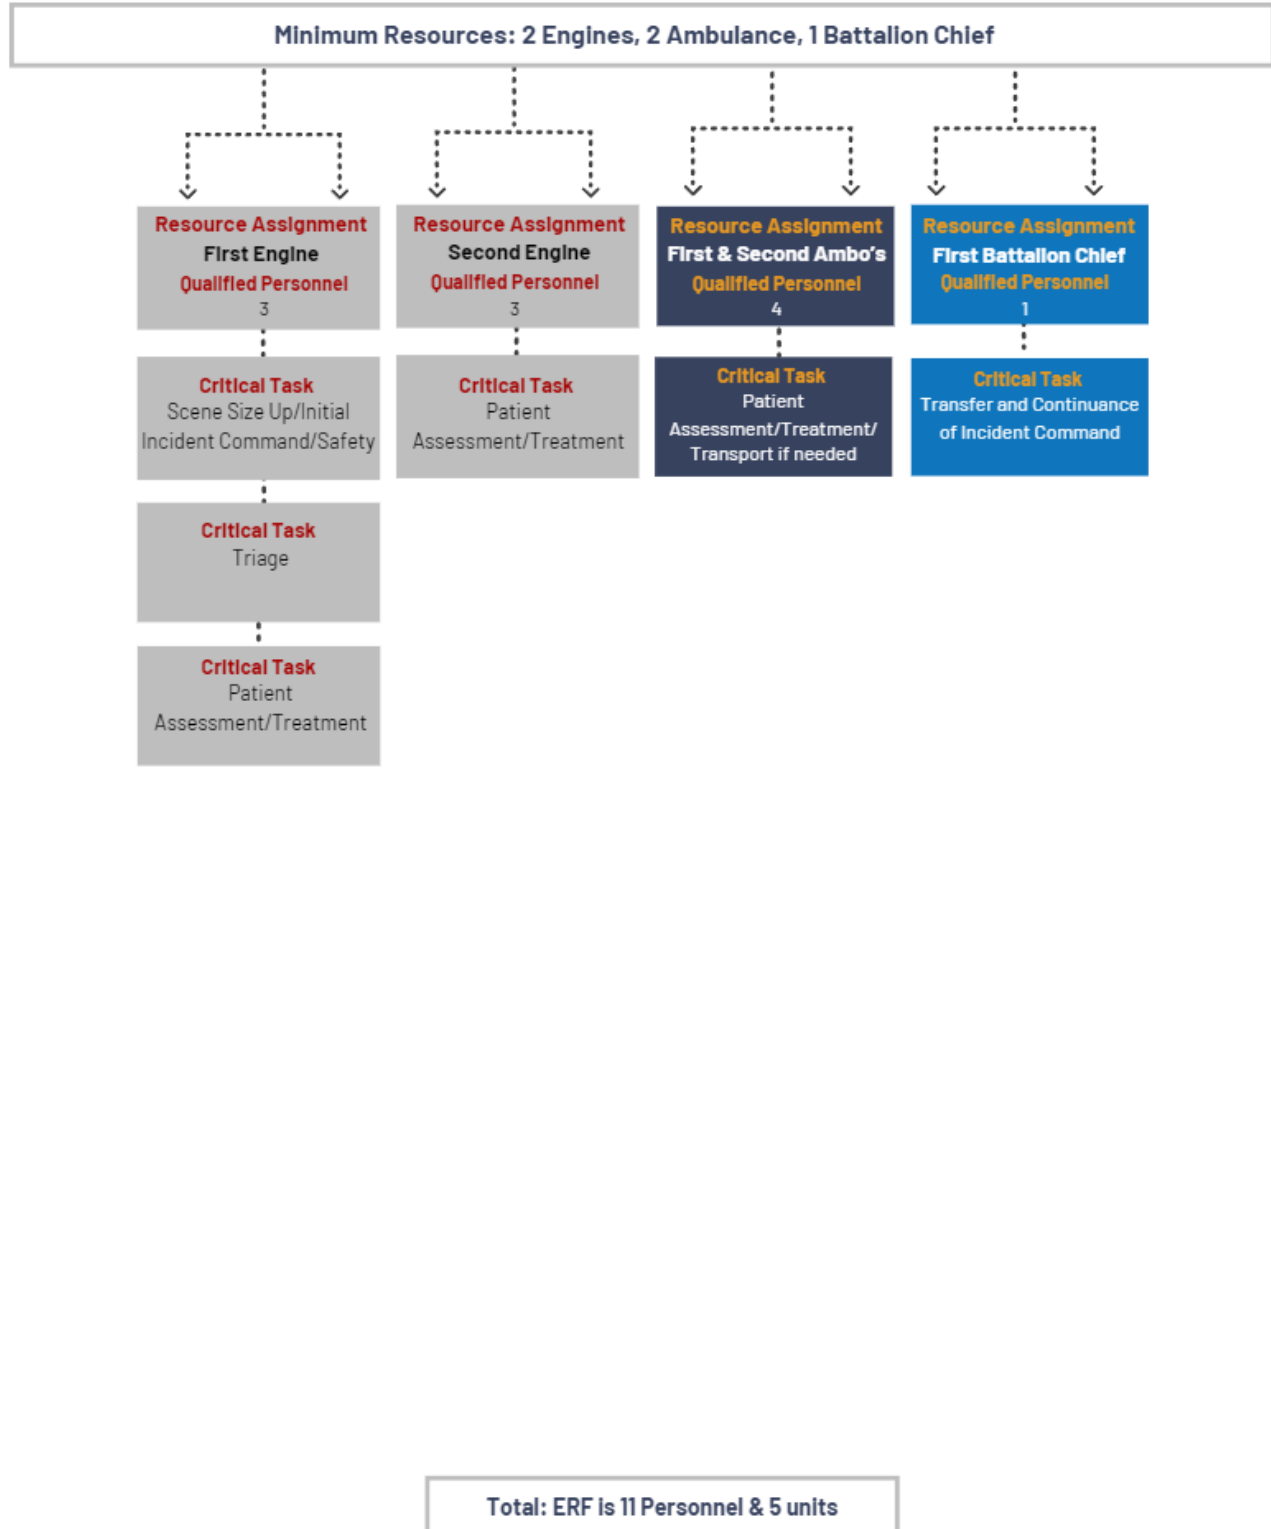 Minimum Resources: 2 Engines, 2 Ambulance, 1 Battalion Chief
Resource Assignment
First Engine
Qualified Personnel
3
Critical Task
Scene Size Up/Initial
Incident Command/Safety
Critical Task
Triage
Critical Task
Patient
Assessment/Treatment
Resource Assignment
Second Engine
Qualified Personnel
3
Critical Task
Patient
Assessment/Treatment
Resource Assignment
First & Second Ambo's
Qualified Personnel
4
Critical Task
Patient
Assessment/Treatment/
Transport if needed
Resource Assignment
First Battalion Chief
Qualified Personnel
1
Critical Task
Transfer and Continuance
of Incident Command
Total: ERF is 11 Personnel & 5 units